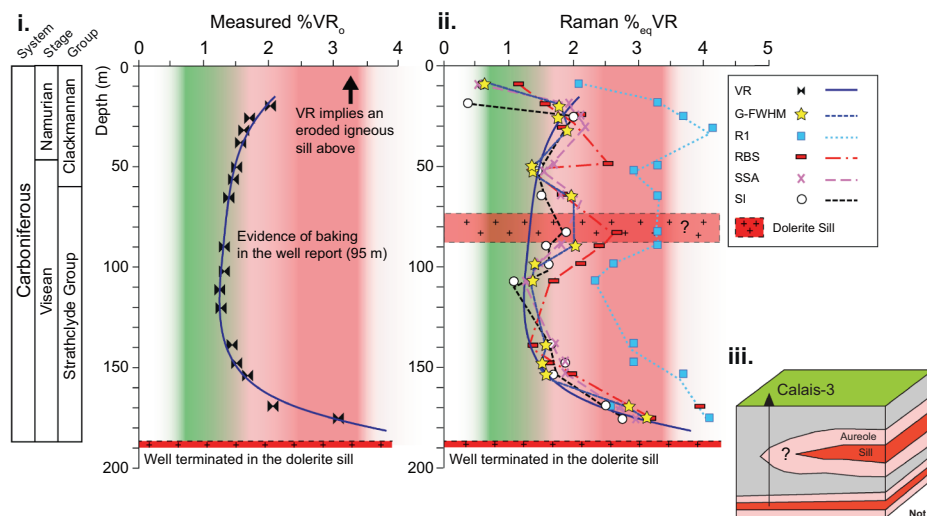 i.
Measured %VRo
0 1 2 3 4
System
Stage
Group
Carboniferous
Namurian
Visean
Clackmannan
Strathclyde Group
Depth (m)
0
50
100
150
200
VR implies an
eroded igneous
sill above
Evidence of baking
in the well report (95 m)
Well terminated in the dolerite sill
ii.
Raman %eqVR
0 1 2 3 4 5
0
50
100
150
200
?
Well terminated in the dolerite sill
VR
G-FWHM
R1
RBS
SSA
SI
Dolerite Sill
iii.
Calais-3
Aureole
Sill
?
Not